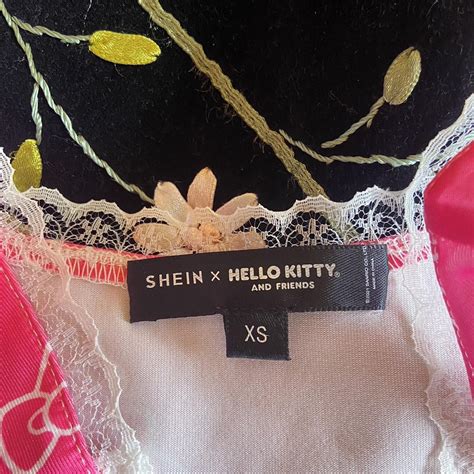 SHEIN × HELLO KITTY®
AND FRIENDS
XS